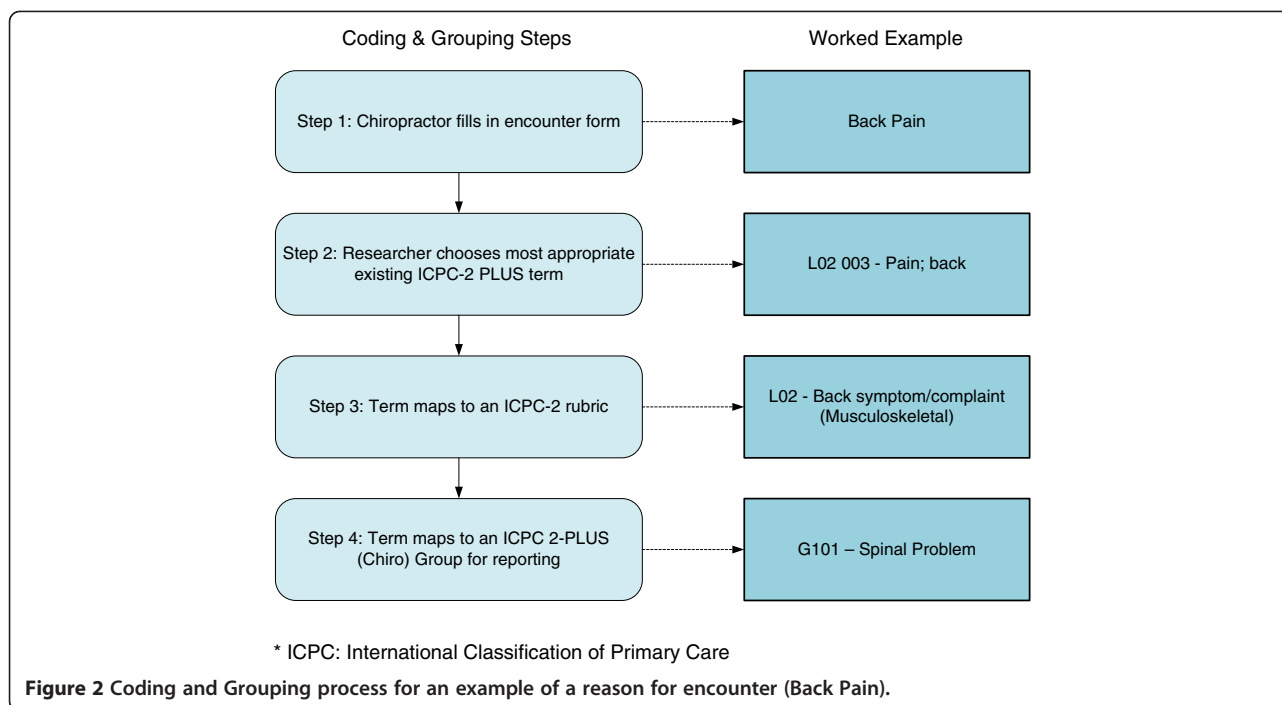 Coding & Grouping Steps
Worked Example
Step 1: Chiropractor fills in encounter form
Back Pain
Step 2: Researcher chooses most appropriate
existing ICPC-2 PLUS term
L02 003 - Pain; back
Step 3: Term maps to an ICPC-2 rubric
L02 - Back symptom/complaint
(Musculoskeletal)
Step 4: Term maps to an ICPC 2-PLUS
(Chiro) Group for reporting
G101 – Spinal Problem
* ICPC: International Classification of Primary Care
Figure 2 Coding and Grouping process for an example of a reason for encounter (Back Pain).